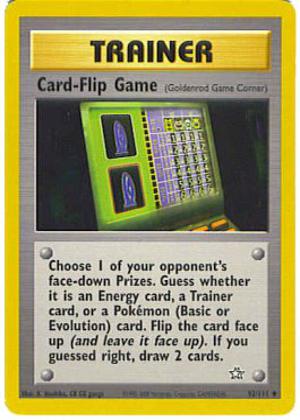 TRAINER
Card-Flip Game (Goldenrod Game Corner)
Choose 1 of your opponent's
face-down Prizes. Guess whether
it is an Energy card, a Trainer
card, or a Pokémon (Basic or
Evolution) card. Flip the card face
up (and leave it face up). If you
guessed right, draw 2 cards.
92/111